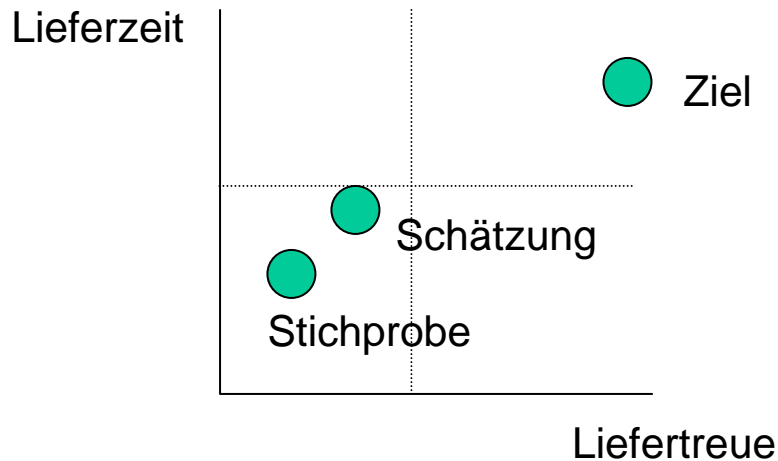 Lieferzeit
Ziel
Schätzung
Stichprobe
Liefertreue